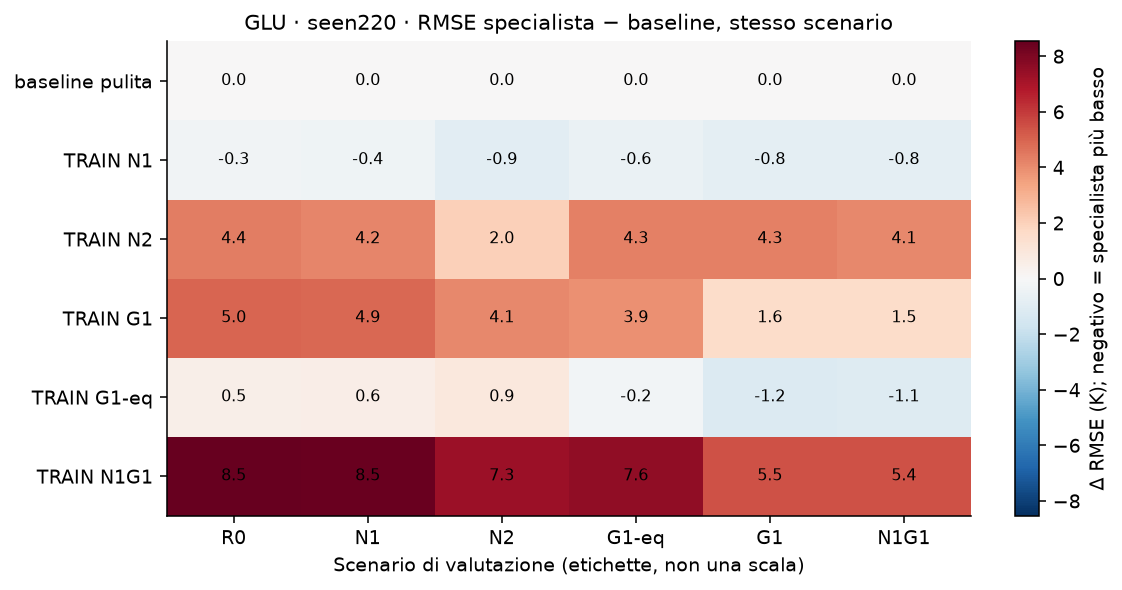 GLU · seen220 · RMSE specialista − baseline, stesso scenario
baseline pulita 0.0 0.0 0.0 0.0 0.0 0.0
TRAIN N1 -0.3 -0.4 -0.9 -0.6 -0.8 -0.8
TRAIN N2 4.4 4.2 2.0 4.3 4.3 4.1
TRAIN G1 5.0 4.9 4.1 3.9 1.6 1.5
TRAIN G1-eq 0.5 0.6 0.9 -0.2 -1.2 -1.1
TRAIN N1G1 8.5 8.5 7.3 7.6 5.5 5.4
R0 N1 N2 G1-eq G1 N1G1
Scenario di valutazione (etichette, non una scala)
8
6
4
2
0
−2
−4
−6
−8
Δ RMSE (K); negativo = specialista più basso